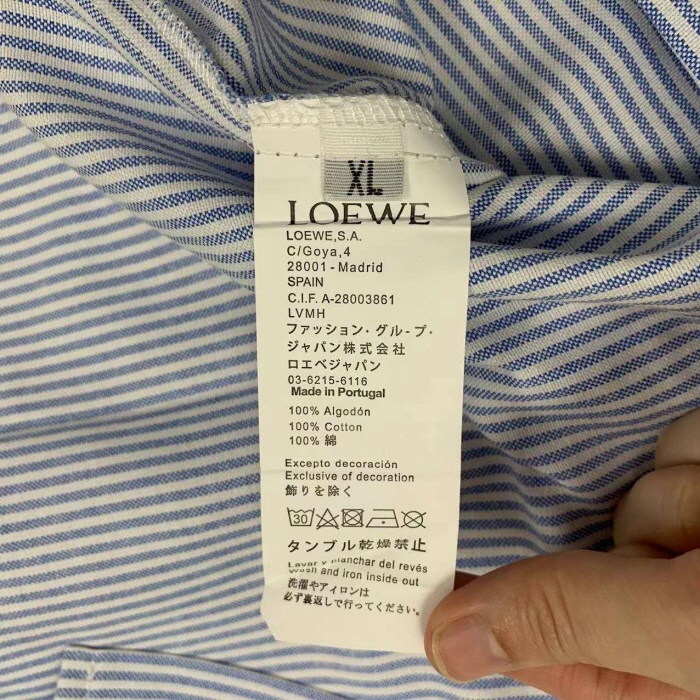 XL
LOEWE
LOEWE,S.A.
C/Goya,4
28001 - Madrid
SPAIN
C.I.F. A-28003861
LVMH
ファッション・グル-プ・
ジャパン株式会社
ロエベジャパン
03-6215-6116
Made in Portugal
100% Algodón
100% Cotton
100% 綿
Excepto decoración
Exclusive of decoration
飾りを除く
30
タンブル乾燥禁止
Lavar y planchar del revés
Wash and iron inside out
洗濯やアイロンは
必ず裏返しで行ってください。